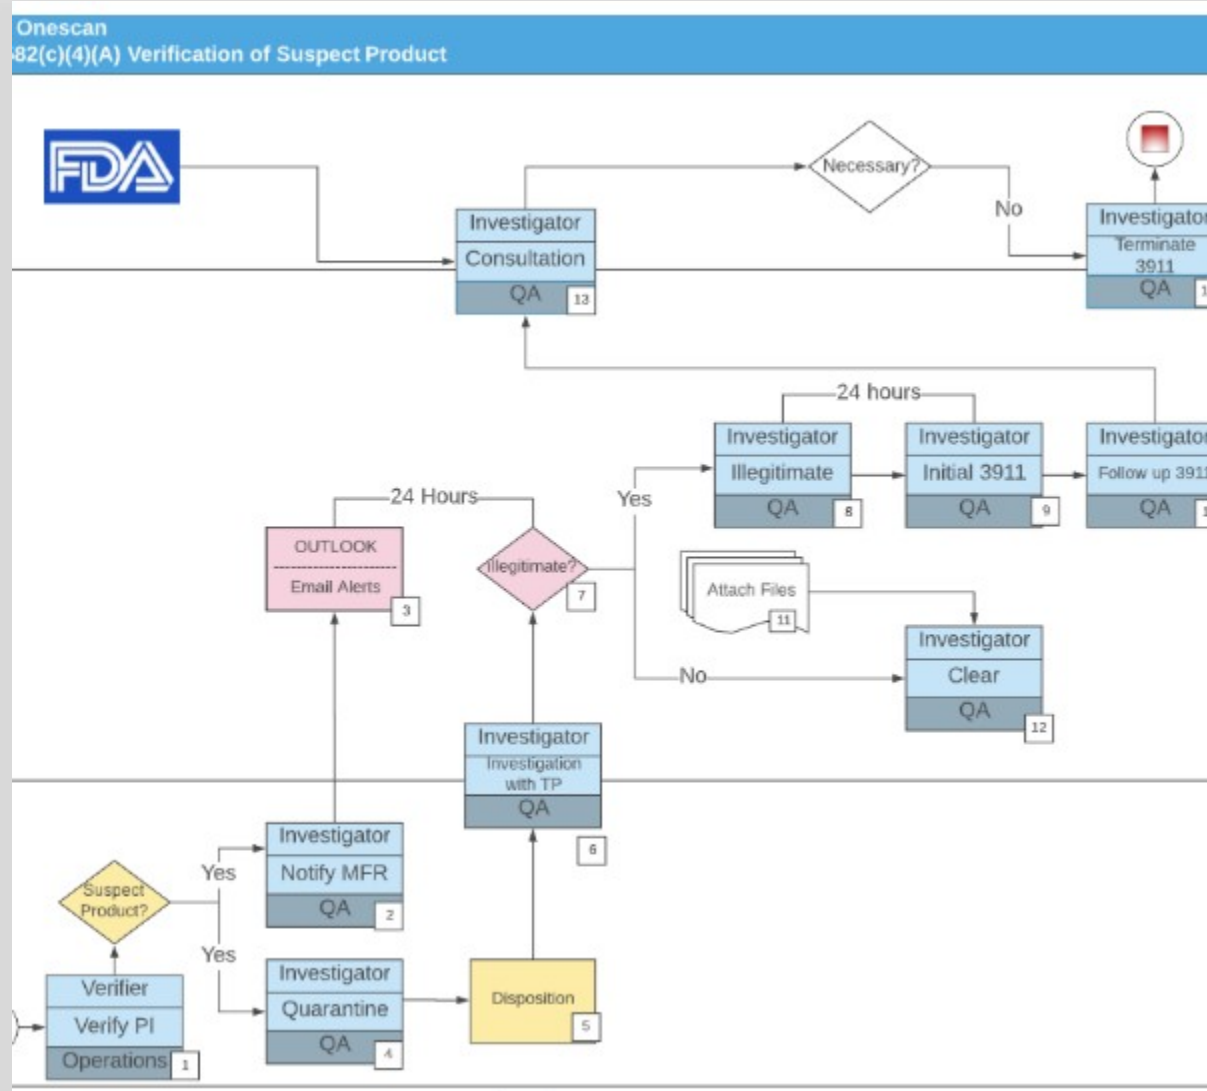 Onescan
82(c)(4)(A) Verification of Suspect Product
FDA
Necessary?
No
Investigator
Consultation
QA
13
Investigator
Terminate
3911
QA
1
24 hours
Investigator
Illegitimate
QA
8
Investigator
Initial 3911
QA
9
Investigator
Follow up 3911
QA
1
24 Hours
Yes
OUTLOOK
Email Alerts
3
Illegitimate?
7
Attach Files
11
No
Investigator
Clear
QA
12
Investigator
Investigation
with TP
QA
6
Suspect
Product?
Yes
Investigator
Notify MFR
QA
2
Yes
Verifier
Verify PI
Operations
1
Investigator
Quarantine
QA
4
Disposition
5